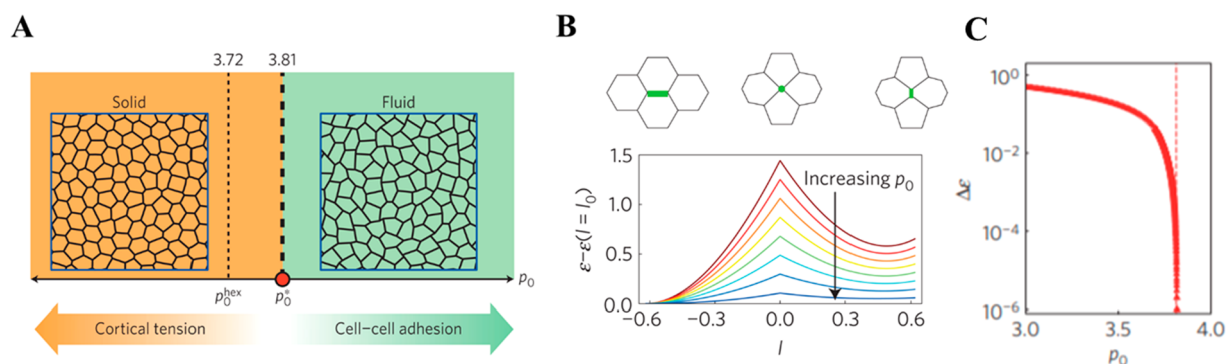 A
3.72 3.81
Solid Fluid
p₀ʰᵉˣ p₀* p₀
Cortical tension Cell–cell adhesion
B
1.5
1.0
0.5
0.0
ε–ε(l = l₀)
Increasing p₀
−0.6 −0.3 0.0 0.3 0.6
l
C
10⁰
10⁻²
10⁻⁴
10⁻⁶
Δε
3.0 3.5 4.0
p₀